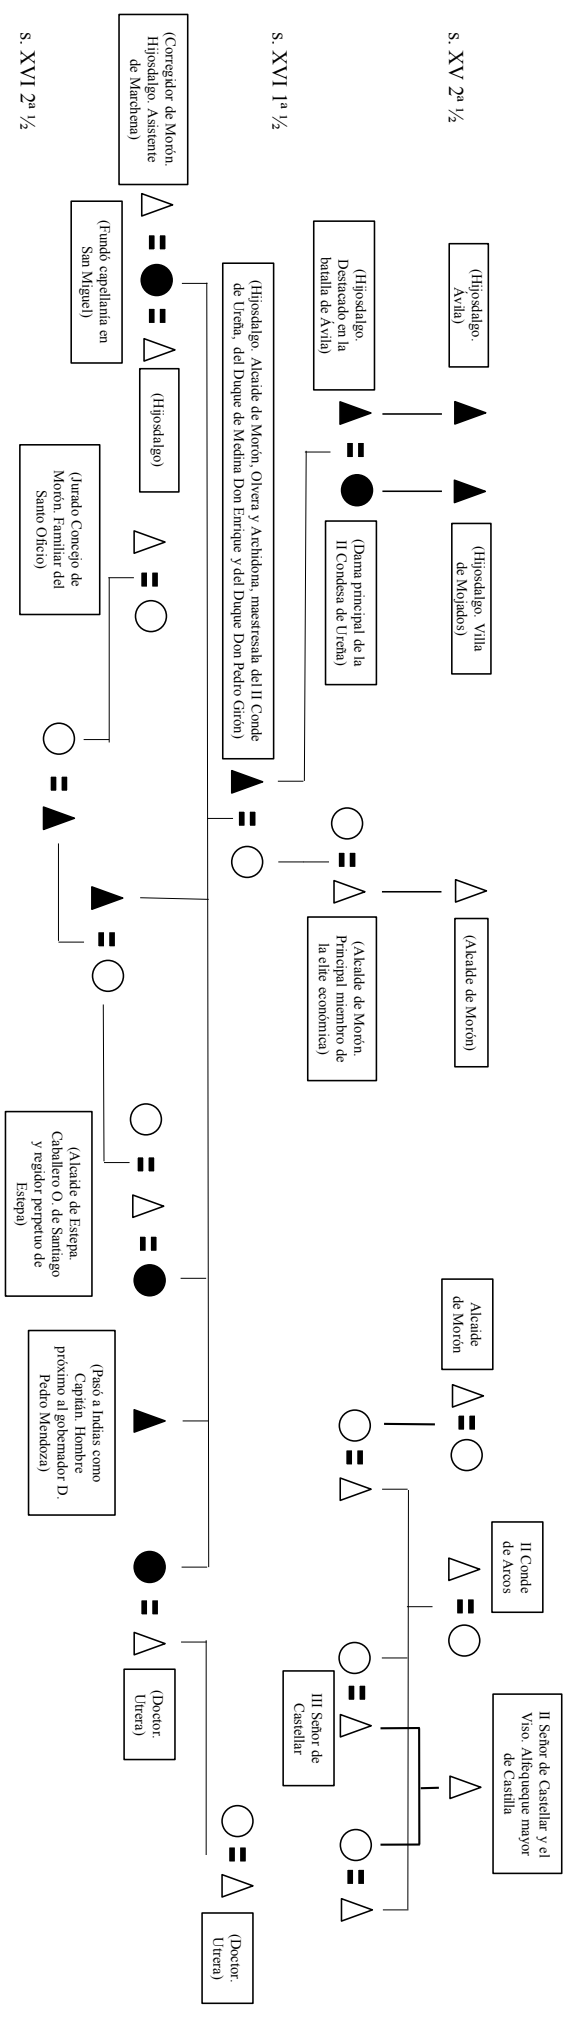 s. XV 2ª ½
(Hijosdalgo.
Ávila)
(Hijosdalgo. Villa
de Mojados)
(Alcalde de Morón)
Alcaide
de Morón
II Conde
de Arcos
II Señor de Castellar y el
Viso. Alfequeque mayor
de Castilla
s. XVI 1ª ½
(Hijosdalgo.
Destacado en la
batalla de Ávila)
(Dama principal de la
II Condesa de Ureña)
(Alcalde de Morón.
Principal miembro de
la elite económica)
III Señor de
Castellar
(Hijosdalgo. Alcaide de Morón, Olvera y Archidona, maestresala del II Conde
de Ureña, del Duque de Medina Don Enrique y del Duque Don Pedro Girón)
(Doctor.
Utrera)
s. XVI 2ª ½
(Corregidor de Morón.
Hijosdalgo. Asistente
de Marchena)
(Fundó capellanía en
San Miguel)
(Hijosdalgo)
(Jurado Concejo de
Morón. Familiar del
Santo Oficio)
(Alcaide de Estepa.
Caballero O. de Santiago
y regidor perpetuo de
Estepa)
(Pasó a Indias como
Capitán. Hombre
próximo al gobernador D.
Pedro Mendoza)
(Doctor.
Utrera)